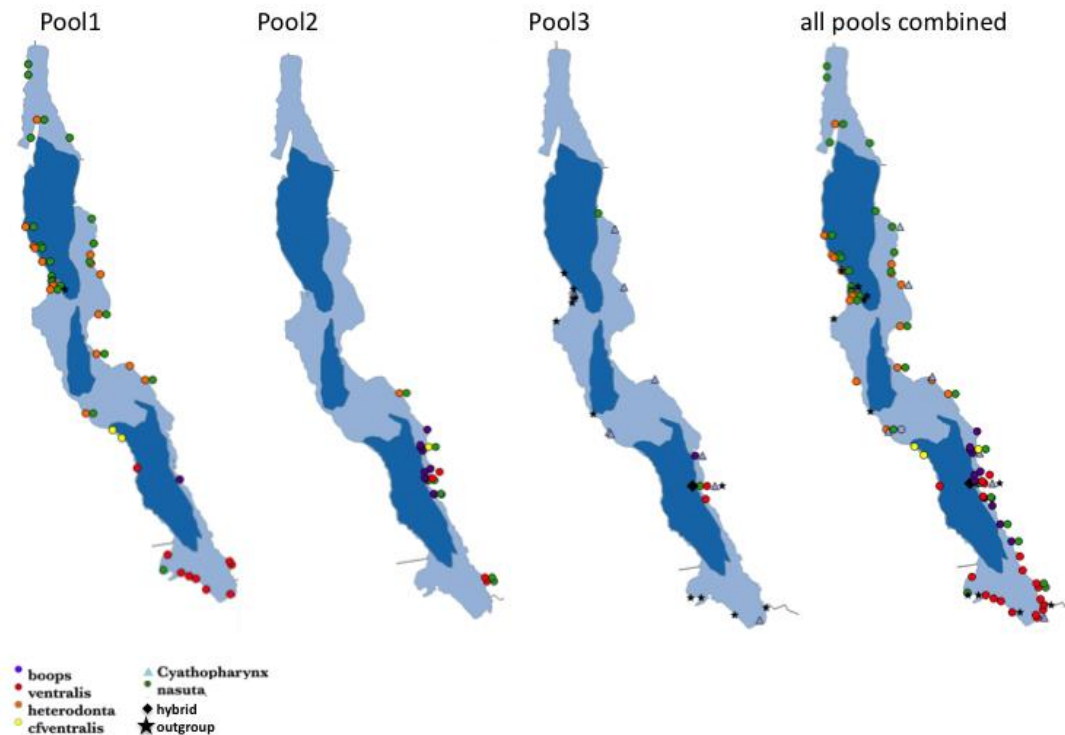 Pool1 Pool2 Pool3 all pools combined
boops Cyathopharynx
ventralis nasuta
heterodonta hybrid
cfventralis outgroup